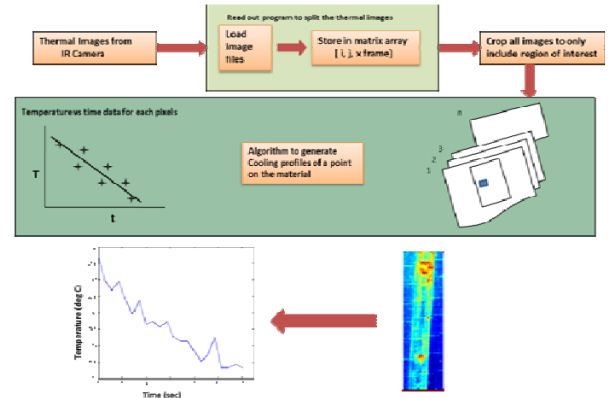 Read out program to split the thermal images
Thermal Images from
IR Camera
Load
Image
files
Store in matrix array
[ i, j, x frame]
Crop all images to only
include region of interest
Temperature vs time data for each pixels
T
t
Algorithm to generate
Cooling profiles of a point
on the material
n
3
2
1
Temperature (deg C)
Time (sec)